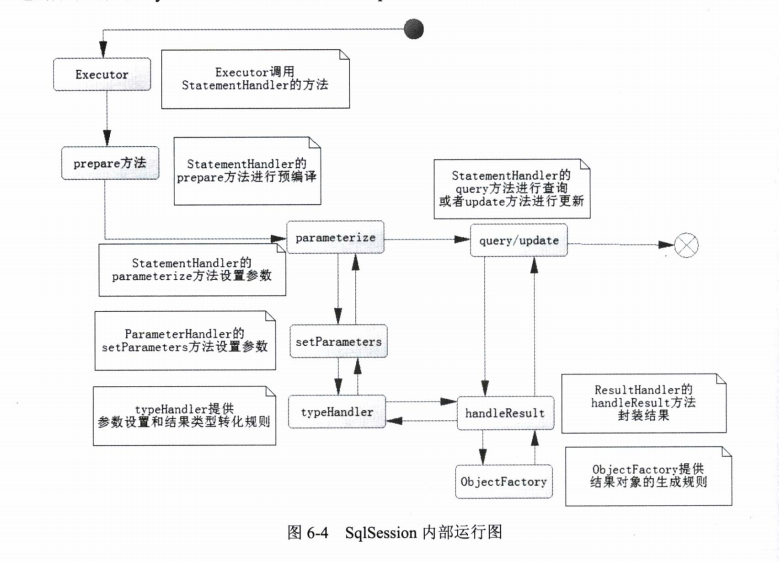 Executor
Executor调用
StatementHandler的方法
prepare方法
StatementHandler的
prepare方法进行预编译
StatementHandler的
query方法进行查询
或者update方法进行更新
parameterize
query/update
StatementHandler的
parameterize方法设置参数
ParameterHandler的
setParameters方法设置参数
setParameters
typeHandler提供
参数设置和结果类型转化规则
typeHandler
handleResult
ResultHandler的
handleResult方法
封装结果
ObjectFactory
ObjectFactory提供
结果对象的生成规则
图 6-4 SqlSession 内部运行图